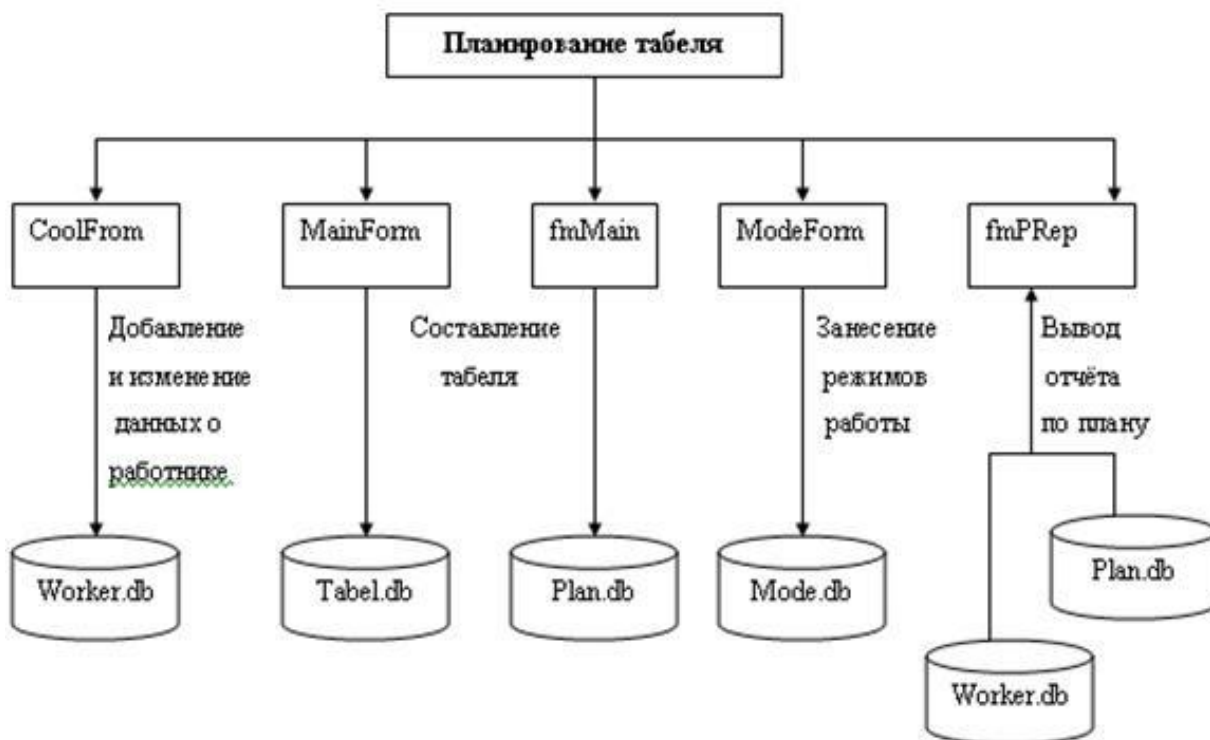 Планирование табеля
CoolFrom
MainForm
fmMain
ModeForm
fmPRep
Добавление
и изменение
данных о
работнике
Составление
табеля
Занесение
режимов
работы
Вывод
отчёта
по плану
Worker.db
Tabel.db
Plan.db
Mode.db
Plan.db
Worker.db